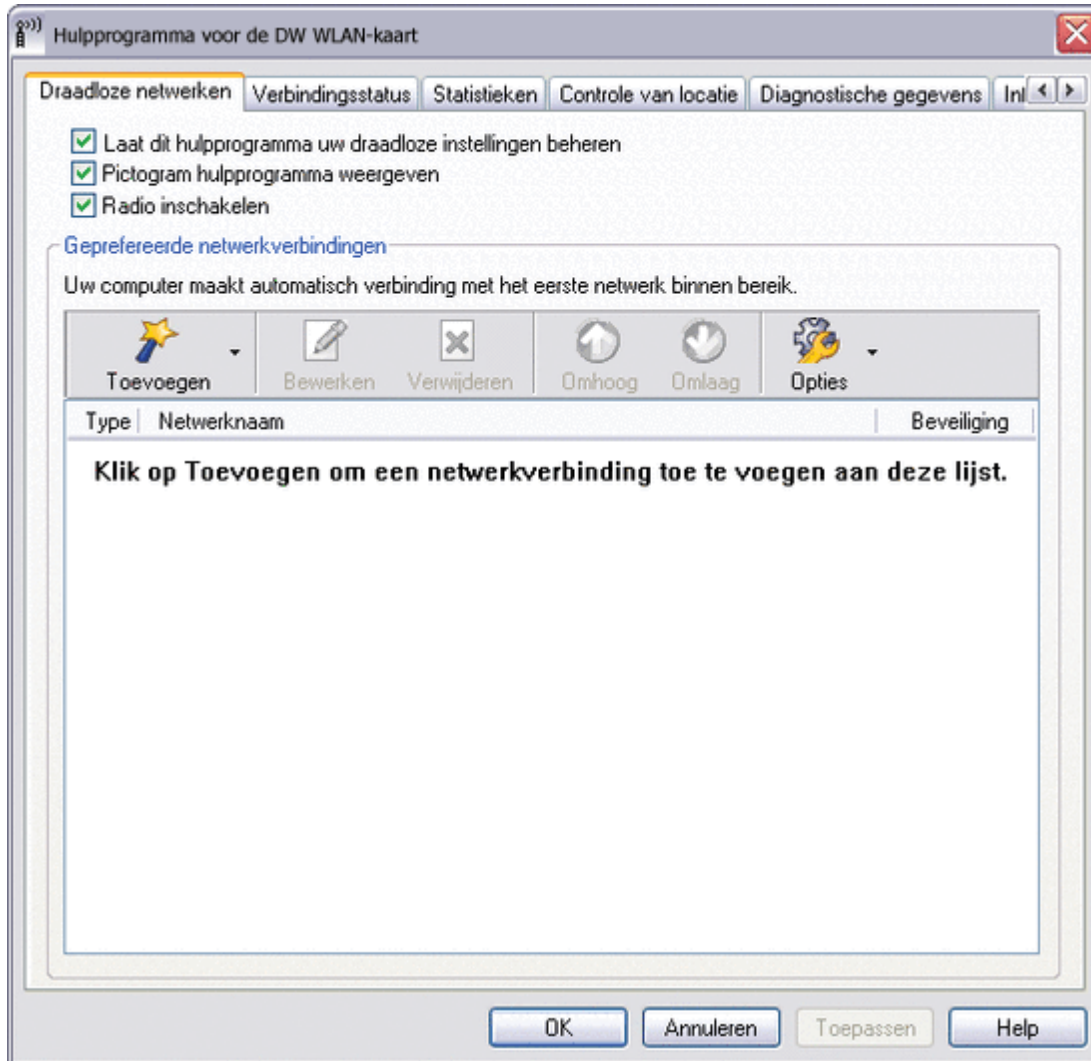 Hulpprogramma voor de DW WLAN-kaart
Draadloze netwerken Verbindingsstatus Statistieken Controle van locatie Diagnostische gegevens
Laat dit hulpprogramma uw draadloze instellingen beheren
Pictogram hulpprogramma weergeven
Radio inschakelen
Geprefereerde netwerkverbindingen
Uw computer maakt automatisch verbinding met het eerste netwerk binnen bereik.
Toevoegen Bewerken Verwijderen Omhoog Omlaag Opties
Type Netwerknaam Beveiliging
Klik op Toevoegen om een netwerkverbinding toe te voegen aan deze lijst.
OK Annuleren Toepassen Help